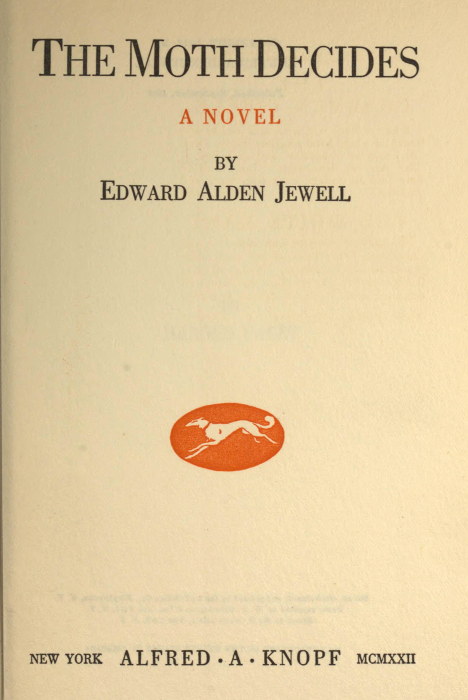 THE MOTH DECIDES
A NOVEL
BY
EDWARD ALDEN JEWELL
NEW YORK ALFRED · A · KNOPF MCMXXII